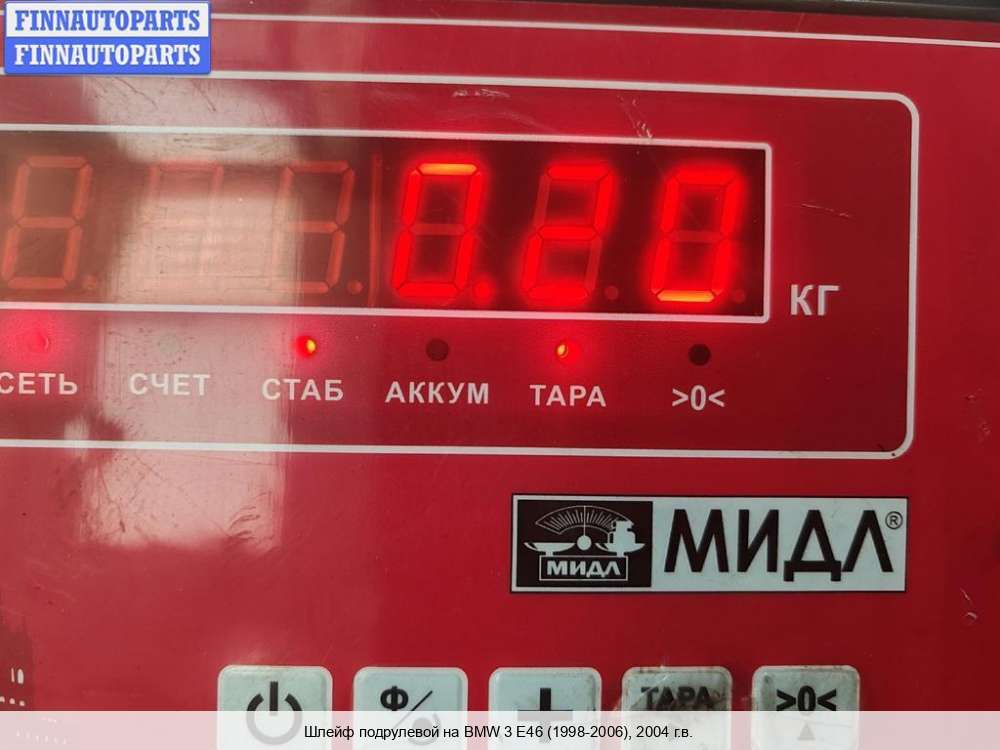 FINNAUTOPARTS
FINNAUTOPARTS
0.20
КГ
СЕТЬ СЧЕТ СТАБ АККУМ ТАРА >0<
МИДЛ
МИДЛ®
Ф/
+
ТАРА
>0<
Шлейф подрулевой на BMW 3 E46 (1998-2006), 2004 г.в.